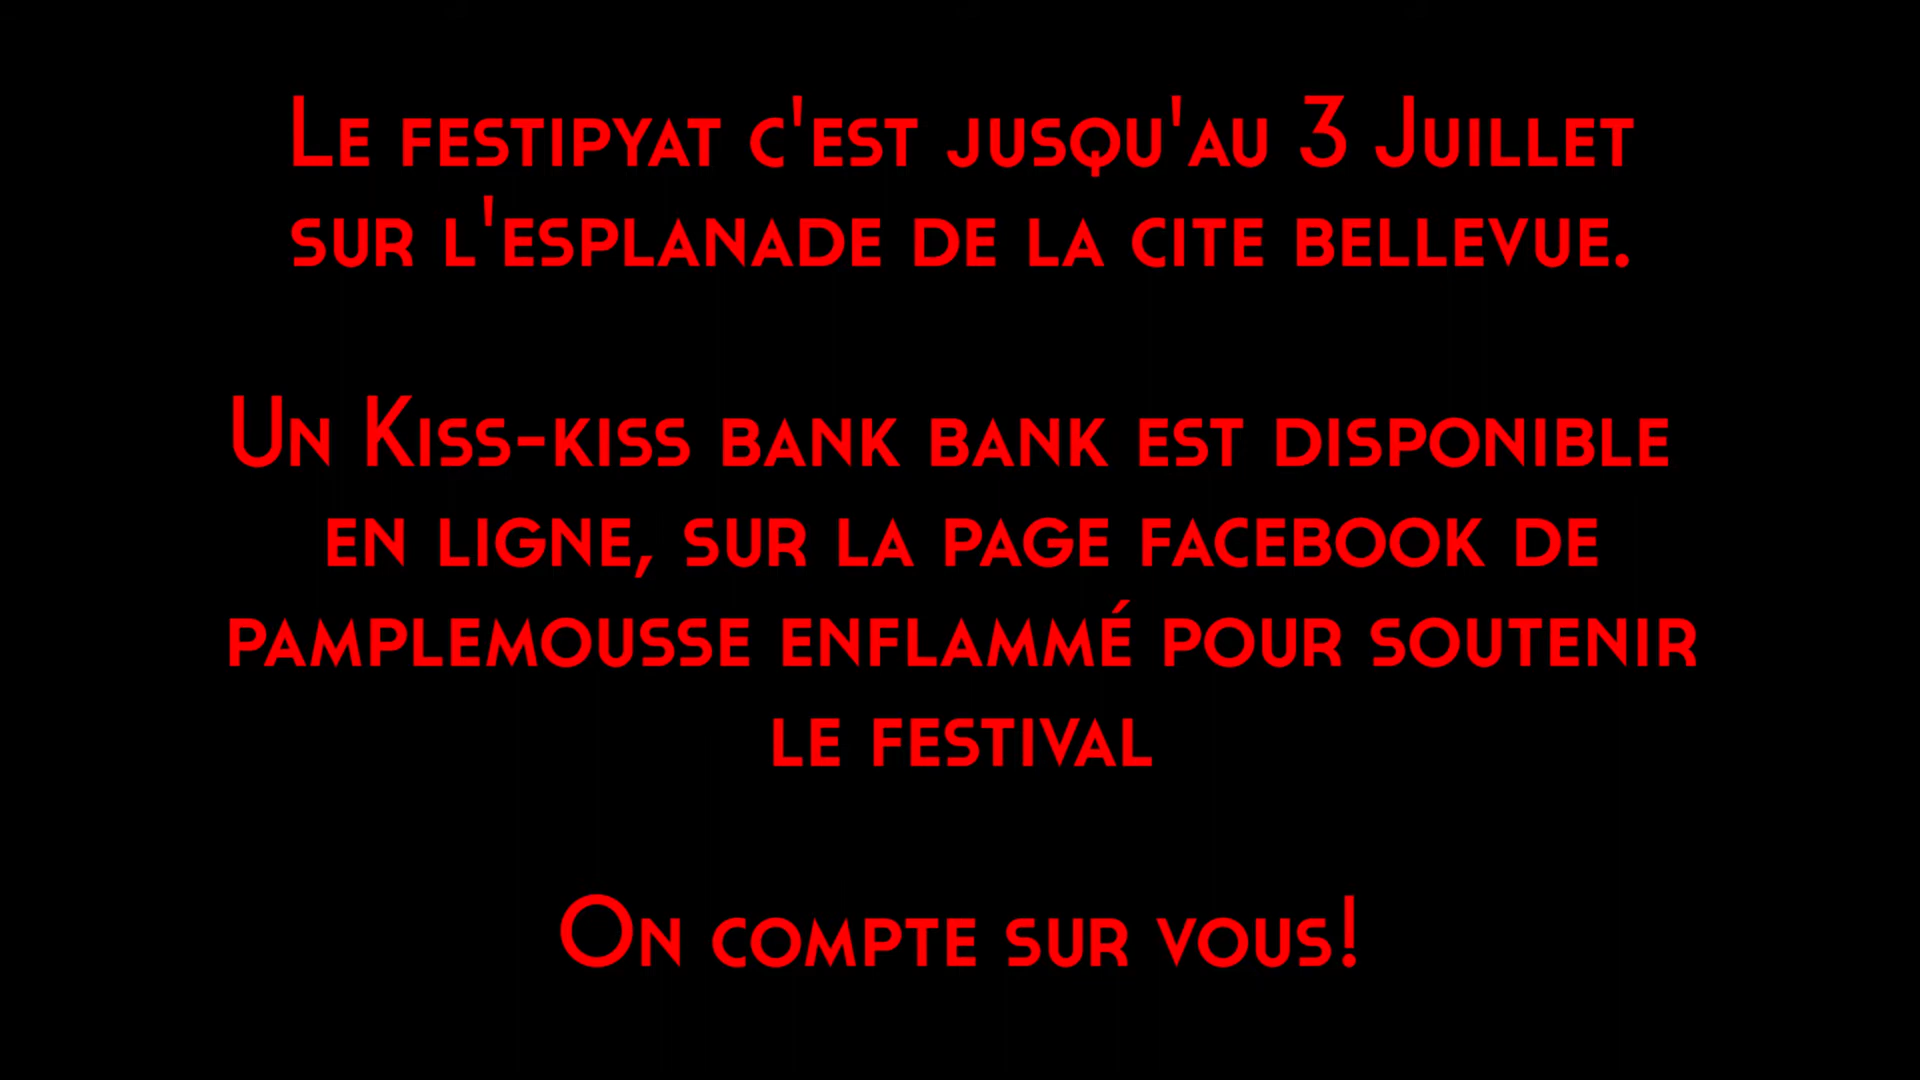 Le festipyat c'est jusqu'au 3 Juillet
sur l'esplanade de la cite bellevue.
Un Kiss-kiss bank bank est disponible
en ligne, sur la page facebook de
pamplemousse enflammé pour soutenir
le festival
On compte sur vous!